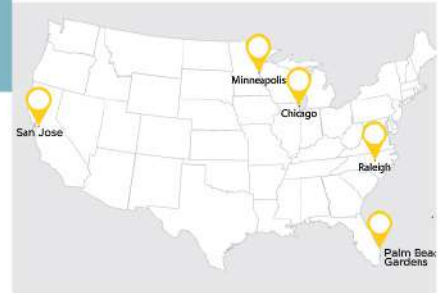 Minneapolis
Chicago
San Jose
Raleigh
Palm Beac
Gardens